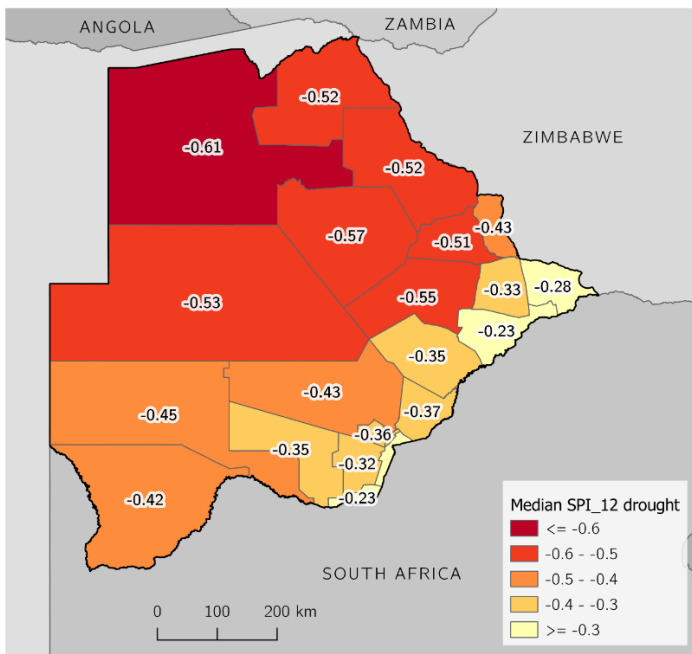 ANGOLA
ZAMBIA
-0.52
ZIMBABWE
-0.61
-0.52
-0.43
-0.57
-0.51
-0.28
-0.33
-0.53
-0.55
-0.23
-0.35
-0.43
-0.37
-0.45
-0.36
-0.35
-0.32
-0.42
-0.23
SOUTH AFRICA
0 100 200 km
Median SPI_12 drought
<= -0.6
-0.6 - -0.5
-0.5 - -0.4
-0.4 - -0.3
>= -0.3